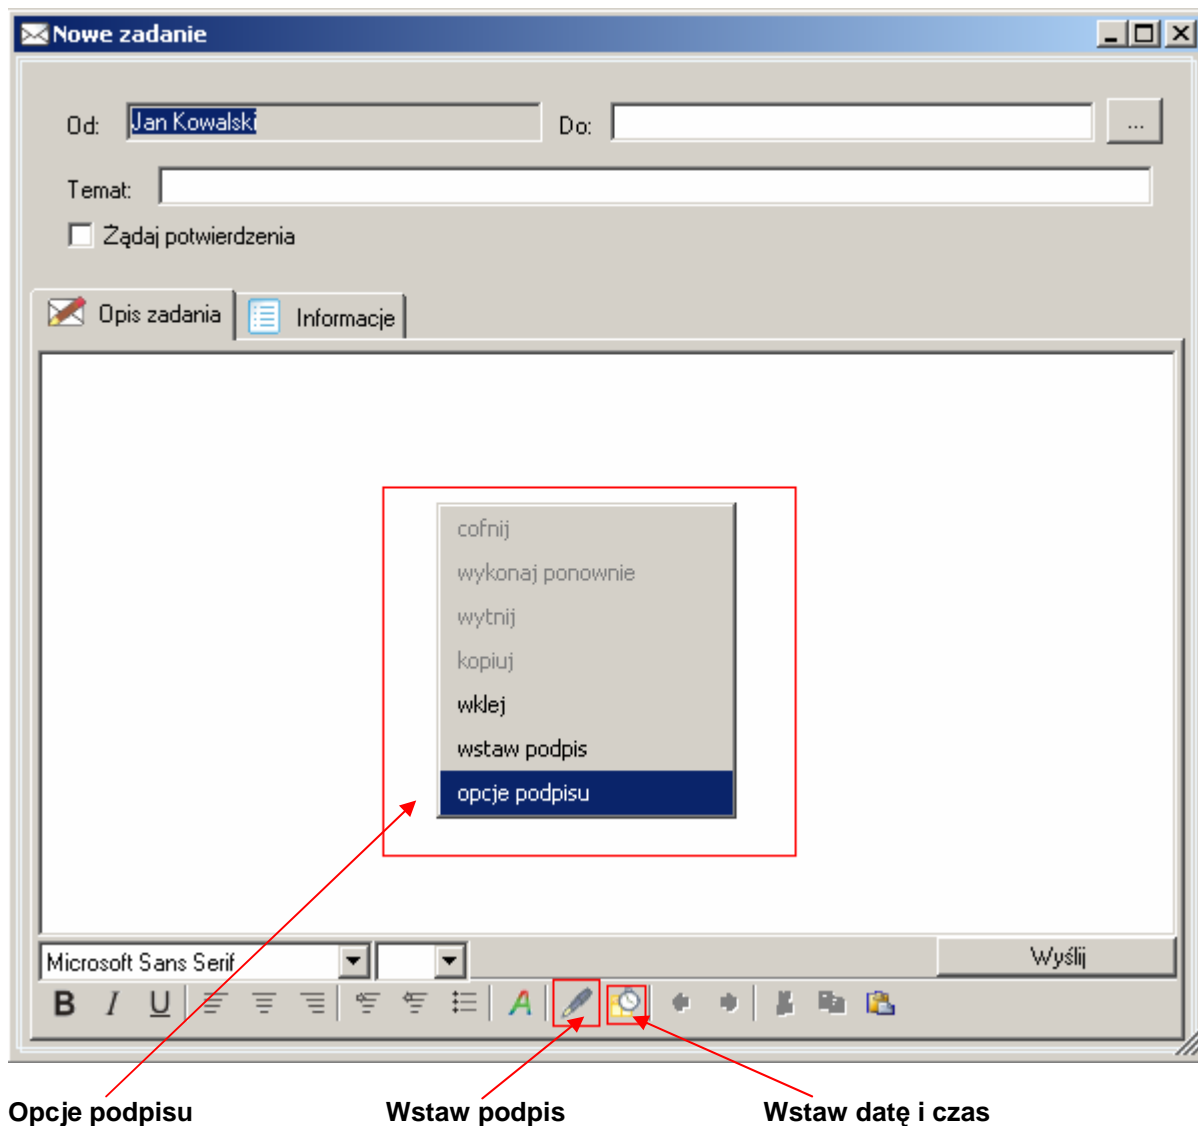 Nowe zadanie
Od: Jan Kowalski Do: ...
Temat:
Żądaj potwierdzenia
Opis zadania Informacje
cofnij
wykonaj ponownie
wytnij
kopiuj
wklej
wstaw podpis
opcje podpisu
Microsoft Sans Serif Wyślij
B I U A
Opcje podpisu Wstaw podpis Wstaw datę i czas